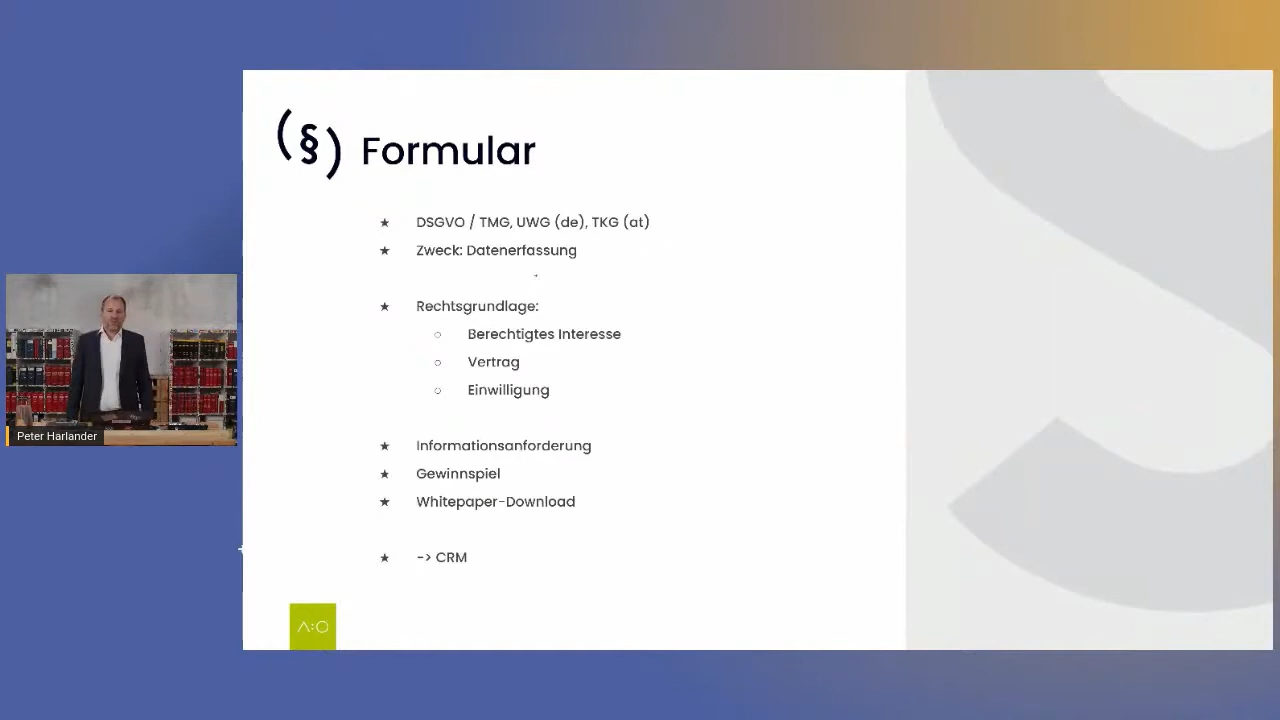 (§) Formular
★ DSGVO / TMG, UWG (de), TKG (at)
★ Zweck: Datenerfassung
★ Rechtsgrundlage:
○ Berechtigtes Interesse
○ Vertrag
○ Einwilligung
★ Informationsanforderung
★ Gewinnspiel
★ Whitepaper-Download
★ -> CRM
Peter Harlander
Λ:O